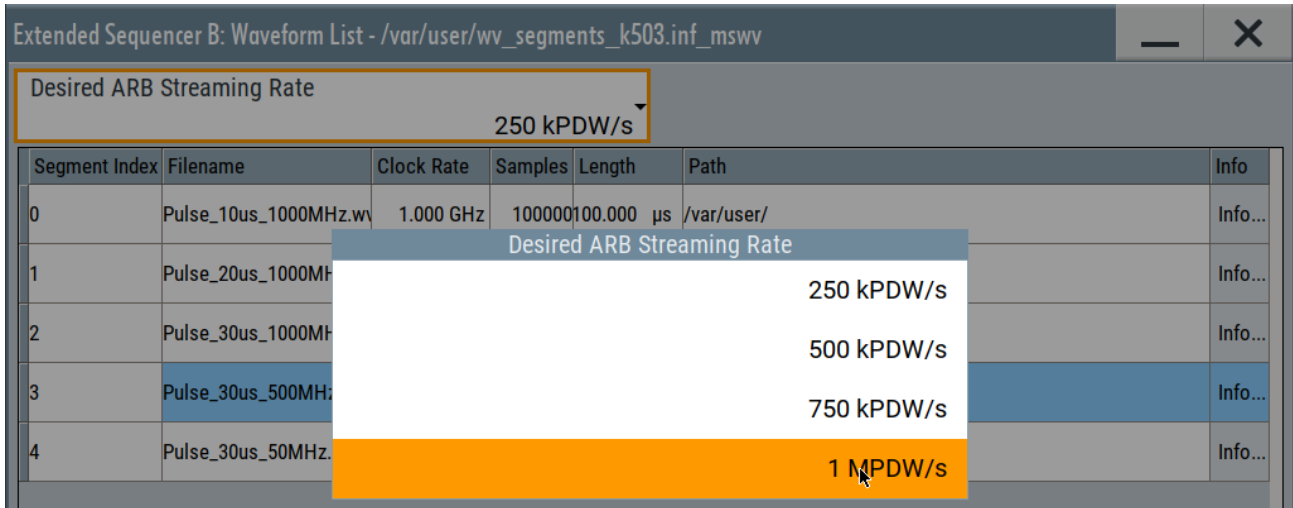 Extended Sequencer B: Waveform List - /var/user/wv_segments_k503.inf_mswv
Desired ARB Streaming Rate
250 kPDW/s
Segment Index Filename Clock Rate Samples Length Path Info
0 Pulse_10us_1000MHz.wv 1.000 GHz 100000 100.000 µs /var/user/ Info...
Desired ARB Streaming Rate
250 kPDW/s
500 kPDW/s
750 kPDW/s
1 MPDW/s
1 Pulse_20us_1000MH Info...
2 Pulse_30us_1000MH Info...
3 Pulse_30us_500MHz Info...
4 Pulse_30us_50MHz. Info...